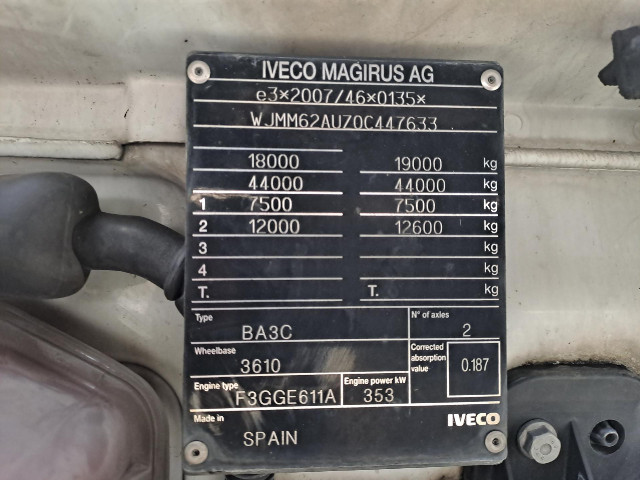 IVECO MAGIRUS AG
e3×2007/46×0135×
WJMM62AUZ0C447633
18000 19000 kg
44000 44000 kg
1 7500 7500 kg
2 12000 12600 kg
3 kg
4 kg
T. T. kg
Type BA3C N° of axles 2
Wheelbase 3610 Corrected absorption value 0.187
Engine type F3GGE611A Engine power kW 353
Made in SPAIN IVECO